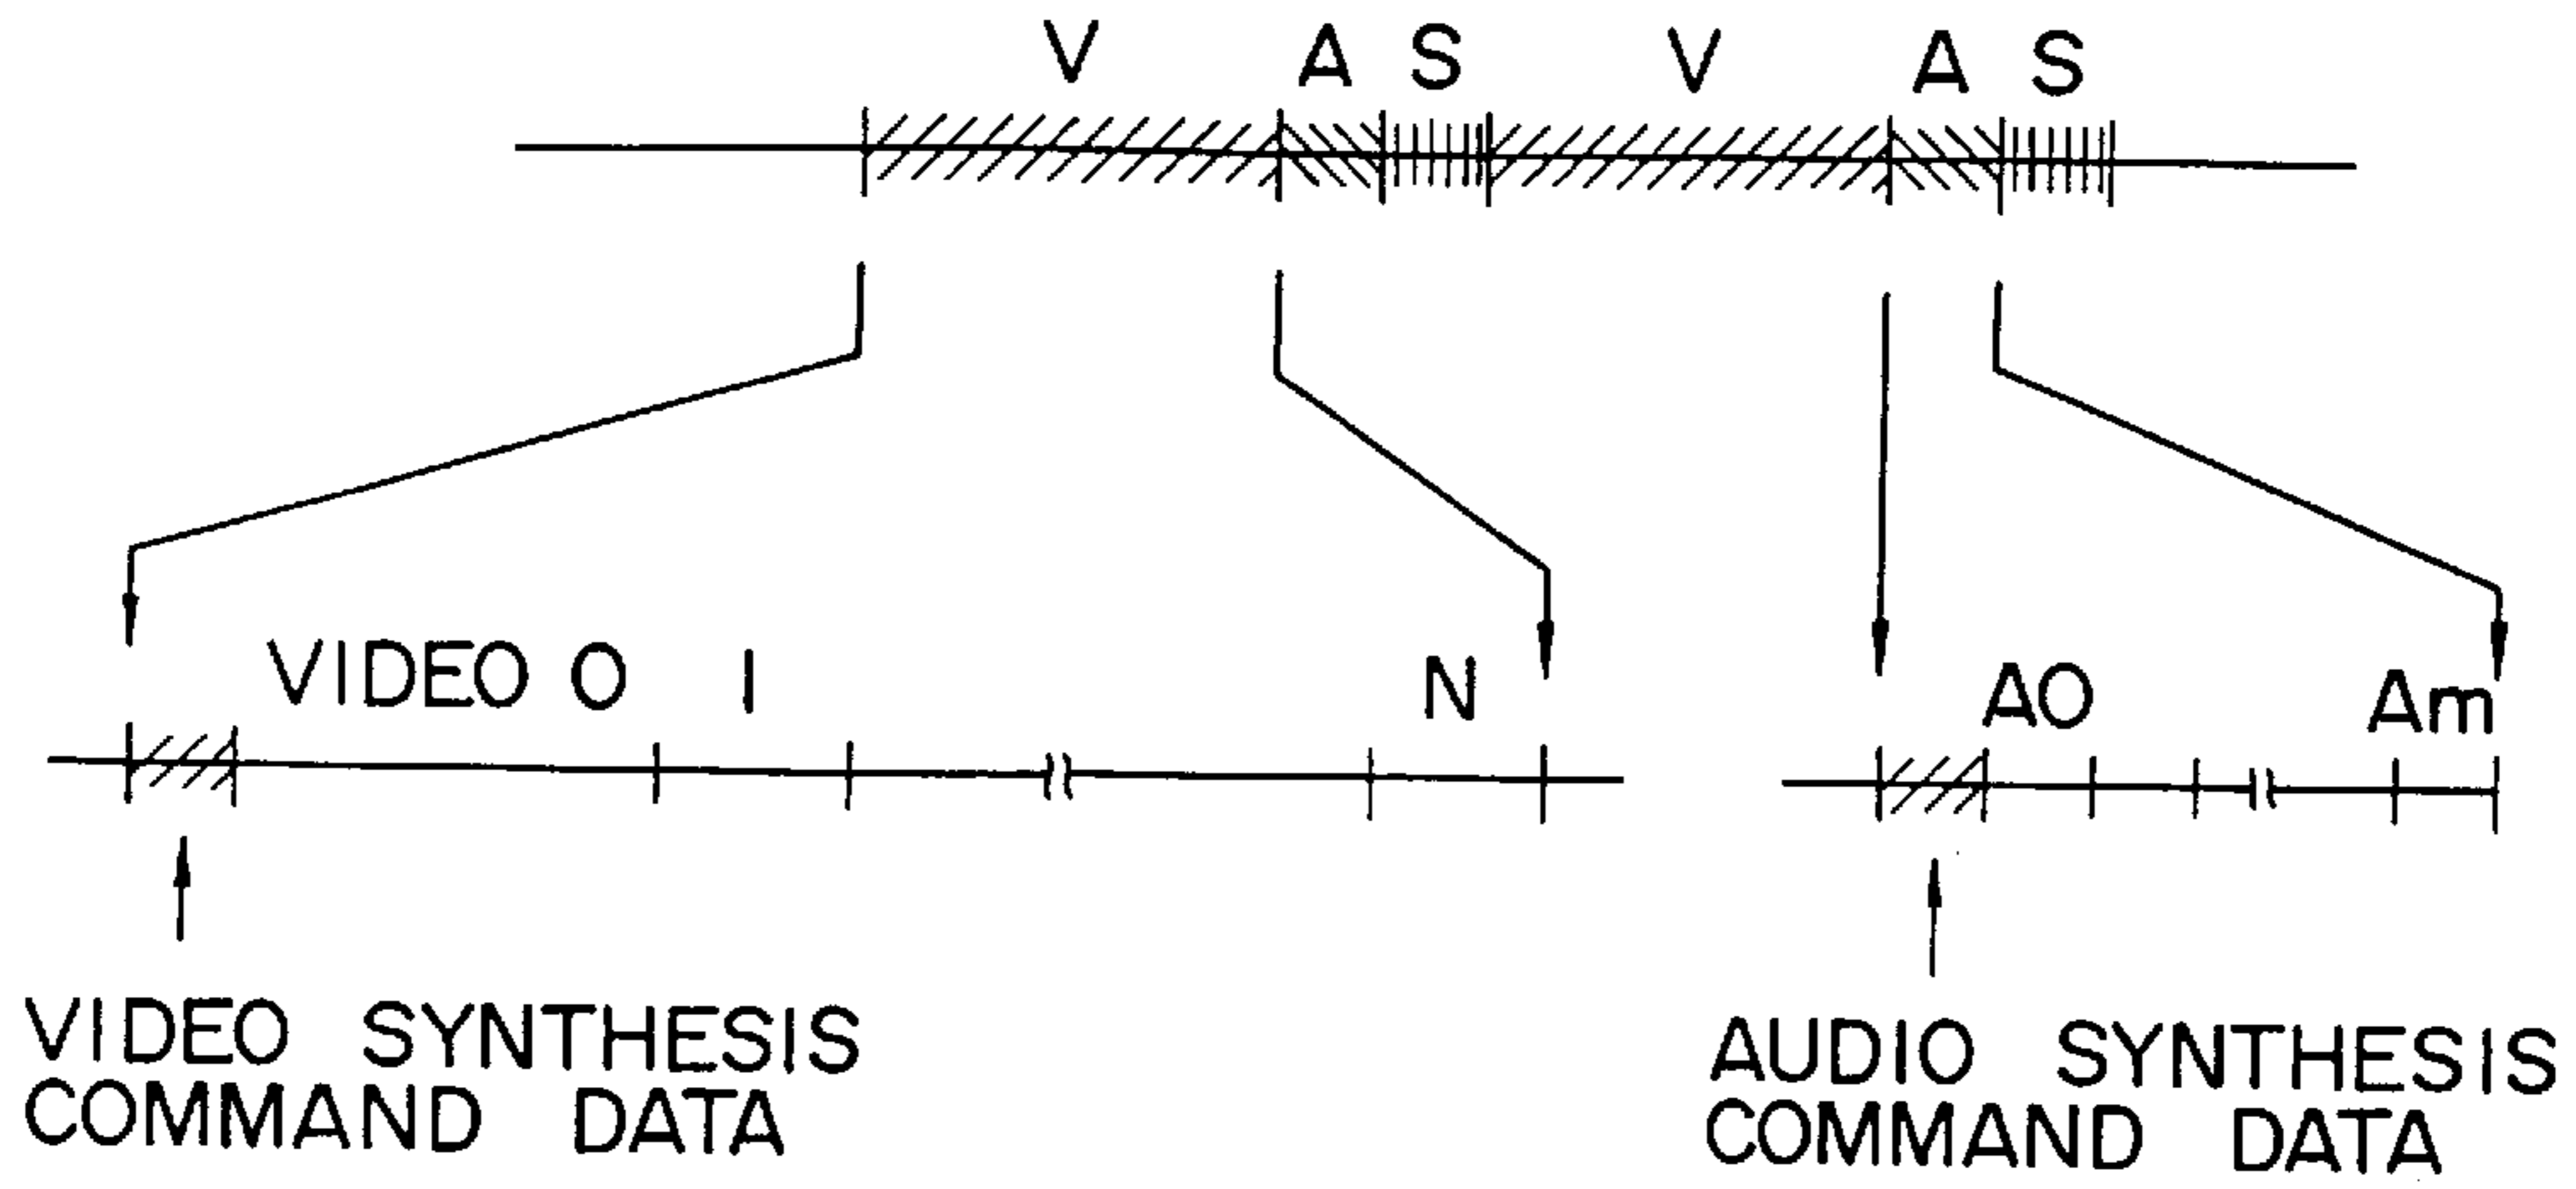 V A S V A S
VIDEO 0 1 N
A0 Am
VIDEO SYNTHESIS
COMMAND DATA
AUDIO SYNTHESIS
COMMAND DATA